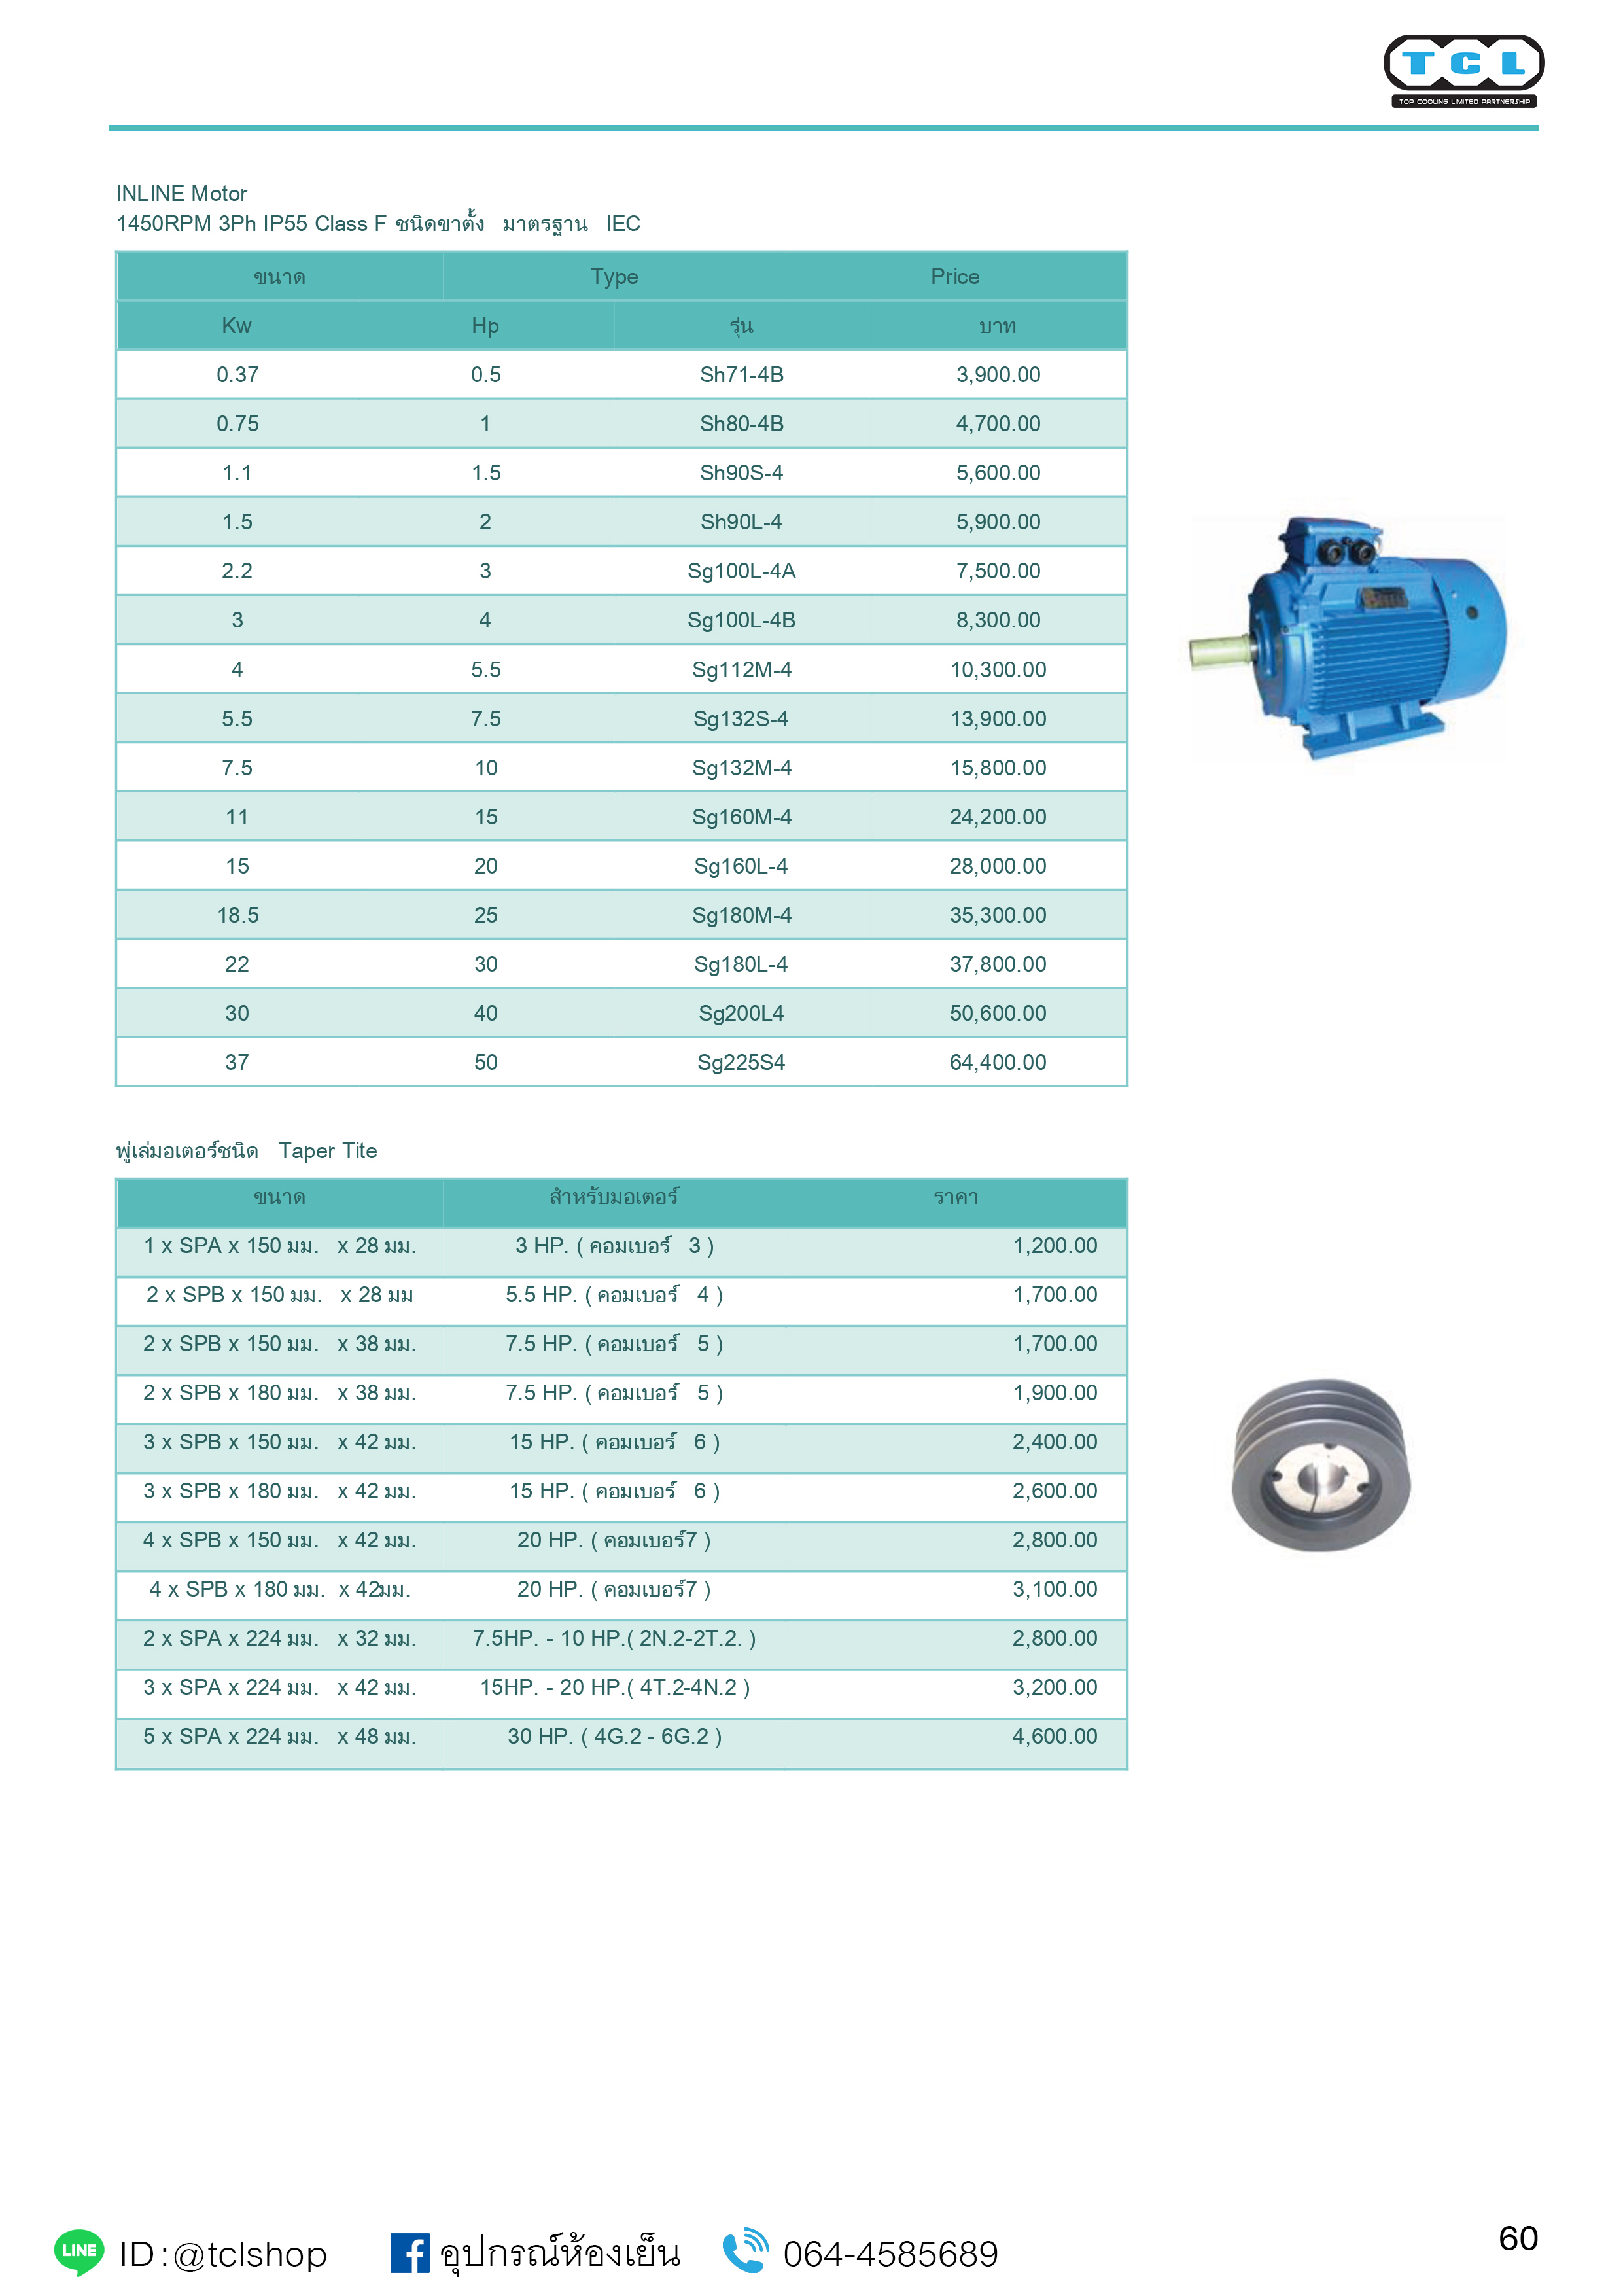 TCL
TOP COOLING LIMITED PARTNERSHIP
INLINE Motor
1450RPM 3Ph IP55 Class F ชนิดขาตั้ง มาตรฐาน IEC
ขนาด Type Price
Kw Hp รุ่น บาท
0.37 0.5 Sh71-4B 3,900.00
0.75 1 Sh80-4B 4,700.00
1.1 1.5 Sh90S-4 5,600.00
1.5 2 Sh90L-4 5,900.00
2.2 3 Sg100L-4A 7,500.00
3 4 Sg100L-4B 8,300.00
4 5.5 Sg112M-4 10,300.00
5.5 7.5 Sg132S-4 13,900.00
7.5 10 Sg132M-4 15,800.00
11 15 Sg160M-4 24,200.00
15 20 Sg160L-4 28,000.00
18.5 25 Sg180M-4 35,300.00
22 30 Sg180L-4 37,800.00
30 40 Sg200L4 50,600.00
37 50 Sg225S4 64,400.00
พู่เล่มอเตอร์ชนิด Taper Tite
ขนาด สำหรับมอเตอร์ ราคา
1 x SPA x 150 มม. x 28 มม. 3 HP. ( คอมเบอร์ 3 ) 1,200.00
2 x SPB x 150 มม. x 28 มม 5.5 HP. ( คอมเบอร์ 4 ) 1,700.00
2 x SPB x 150 มม. x 38 มม. 7.5 HP. ( คอมเบอร์ 5 ) 1,700.00
2 x SPB x 180 มม. x 38 มม. 7.5 HP. ( คอมเบอร์ 5 ) 1,900.00
3 x SPB x 150 มม. x 42 มม. 15 HP. ( คอมเบอร์ 6 ) 2,400.00
3 x SPB x 180 มม. x 42 มม. 15 HP. ( คอมเบอร์ 6 ) 2,600.00
4 x SPB x 150 มม. x 42 มม. 20 HP. ( คอมเบอร์7 ) 2,800.00
4 x SPB x 180 มม. x 42มม. 20 HP. ( คอมเบอร์7 ) 3,100.00
2 x SPA x 224 มม. x 32 มม. 7.5HP. - 10 HP.( 2N.2-2T.2. ) 2,800.00
3 x SPA x 224 มม. x 42 มม. 15HP. - 20 HP.( 4T.2-4N.2 ) 3,200.00
5 x SPA x 224 มม. x 48 มม. 30 HP. ( 4G.2 - 6G.2 ) 4,600.00
LINE ID:@tclshop อุปกรณ์ห้องเย็น 064-4585689
60